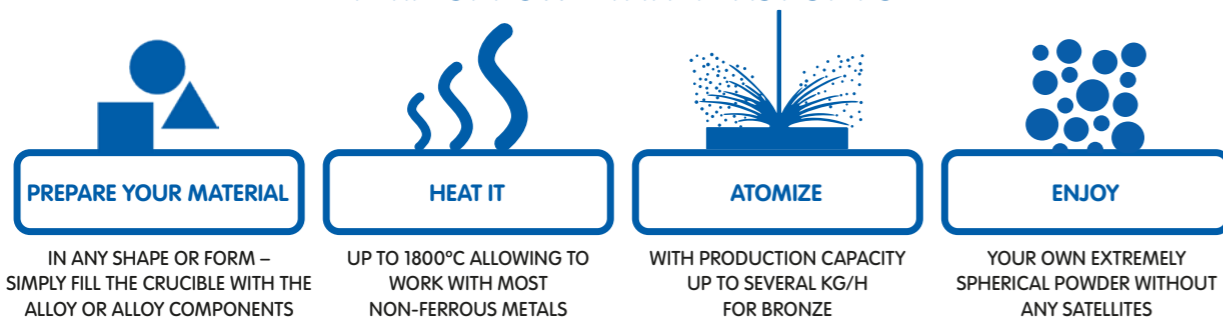 PREPARE YOUR MATERIAL
IN ANY SHAPE OR FORM –
SIMPLY FILL THE CRUCIBLE WITH THE
ALLOY OR ALLOY COMPONENTS
HEAT IT
UP TO 1800°C ALLOWING TO
WORK WITH MOST
NON-FERROUS METALS
ATOMIZE
WITH PRODUCTION CAPACITY
UP TO SEVERAL KG/H
FOR BRONZE
ENJOY
YOUR OWN EXTREMELY
SPHERICAL POWDER WITHOUT
ANY SATELLITES